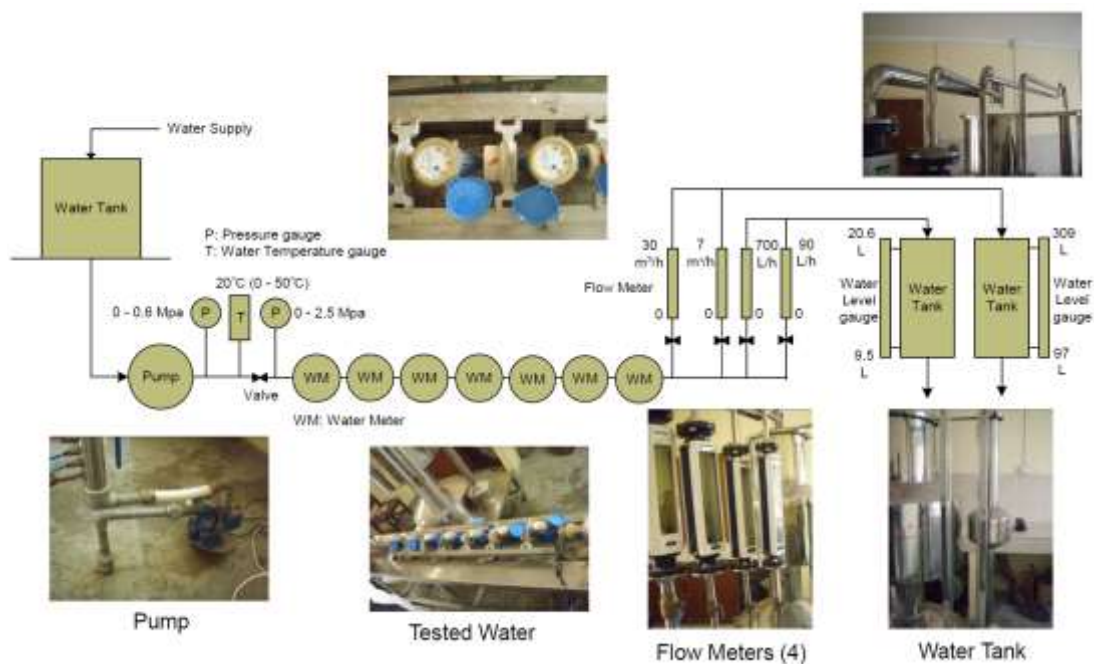 Water Supply
Water Tank
P: Pressure gauge
T: Water Temperature gauge
20°C (0 - 50°C)
0 - 0.6 Mpa
P
T
P
0 - 2.5 Mpa
Pump
Valve
WM
WM
WM
WM
WM
WM
WM
WM: Water Meter
Flow Meter
30
m³/h
0
7
m³/h
0
700
L/h
0
90
L/h
0
20.6
L
Water
Level
gauge
9.5
L
Water
Tank
Water
Tank
309
L
Water
Level
gauge
97
L
Pump
Tested Water
Flow Meters (4)
Water Tank